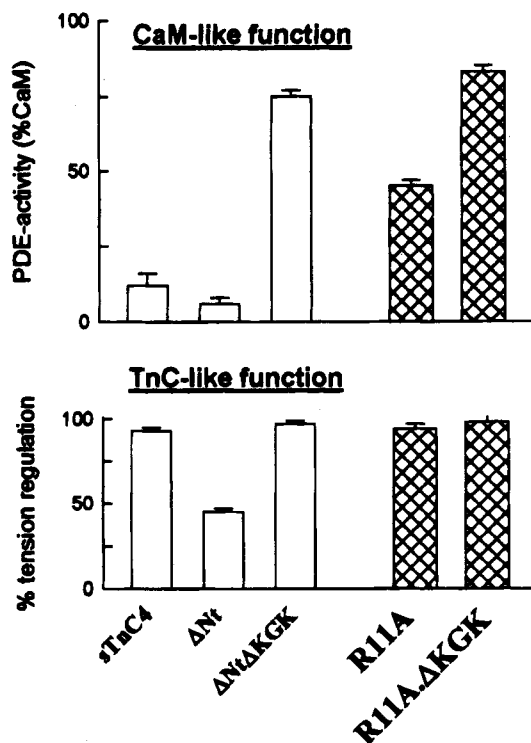 CaM-like function
PDE-activity (%CaM)
100
50
0
TnC-like function
% tension regulation
100
50
0
sTnC4
ΔNt
ΔNtΔKGK
R11A
R11A.ΔKGK